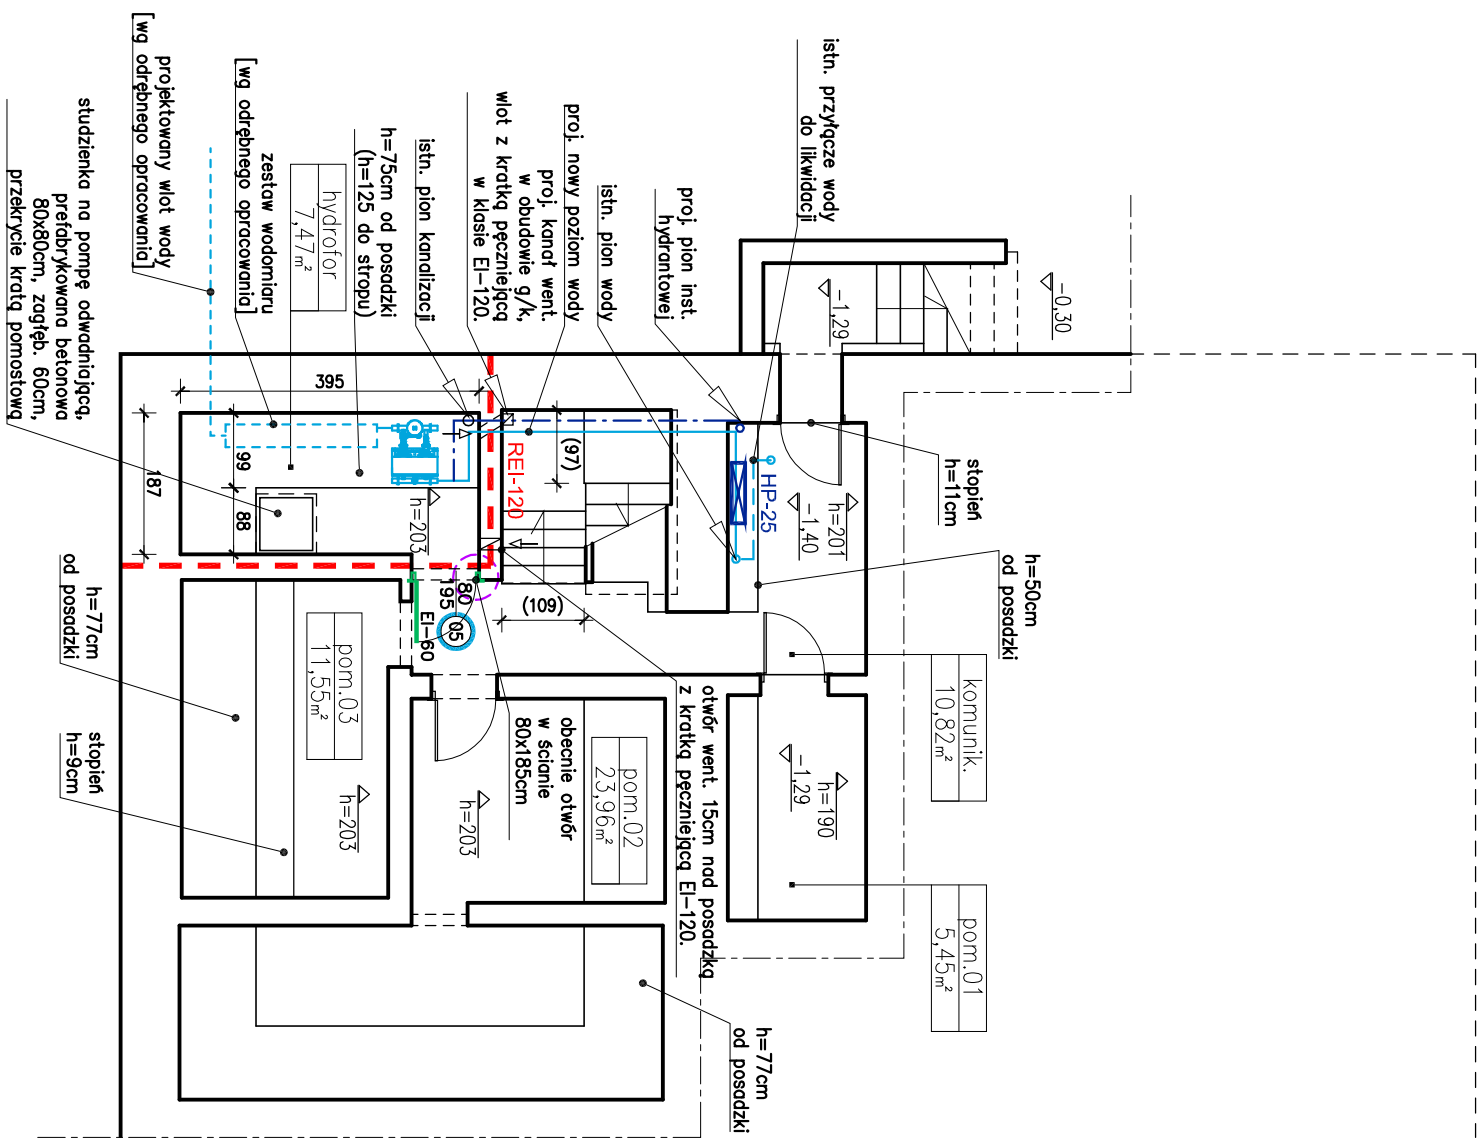 istn. przyłącze wody
do likwidacji
proj. pion inst.
hydrantowej
istn. pion wody
proj. nowy poziom wody
proj. kanał went.
w obudowie g/k,
wlot z kratką pęczniejącą
w klasie EI-120.
istn. pion kanalizacji
h=75cm od posadzki
(h=125 do stropu)
hydrofor
7,47m²
zestaw wodomiaru
[wg odrębnego opracowania]
projektowany wlot wody
[wg odrębnego opracowania]
studzienka na pompę odwadniającą,
prefabrykowana betonowa
80x80cm, zagłęb. 60cm,
przekrycie kratą pomostową
-0,30
-1,29
stopień
h=11cm
h=201
-1,40
HP-25
h=50cm
od posadzki
komunik.
10,82m²
pom.01
5,45m²
h=190
-1,29
395
(97)
REI-120
99
88
187
h=203
80
195
05
EI-60
(109)
otwór went. 15cm nad posadzką
z kratką pęczniejącą EI-120.
obecnie otwór
w ścianie
80x185cm
pom.02
23,96m²
h=203
pom.03
11,55m²
h=203
h=77cm
od posadzki
stopień
h=9cm
h=77cm
od posadzki